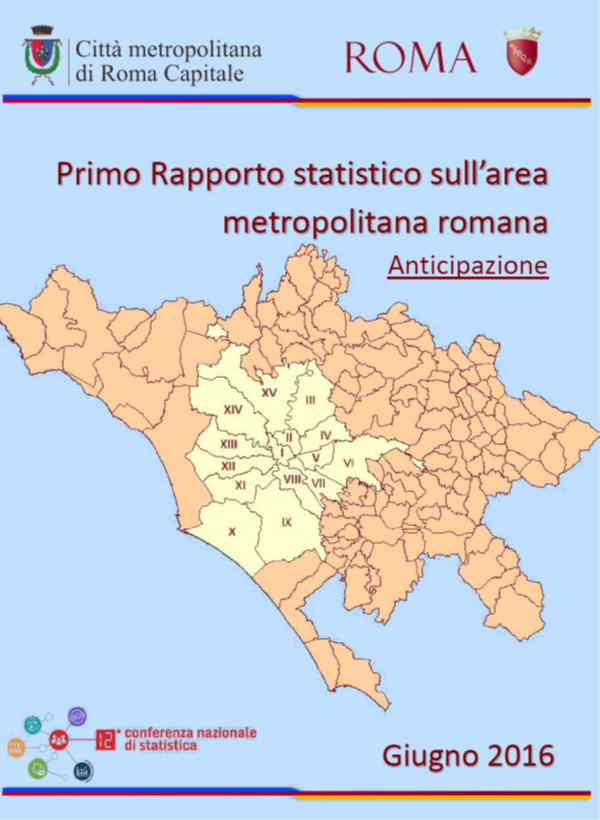 Città metropolitana
di Roma Capitale
ROMA
S.P.Q.R.
Primo Rapporto statistico sull'area
metropolitana romana
Anticipazione
XV
III
XIV
II
IV
XIII
I
V
VI
XII
VIII
VII
XI
IX
X
12° conferenza nazionale
di statistica
Giugno 2016